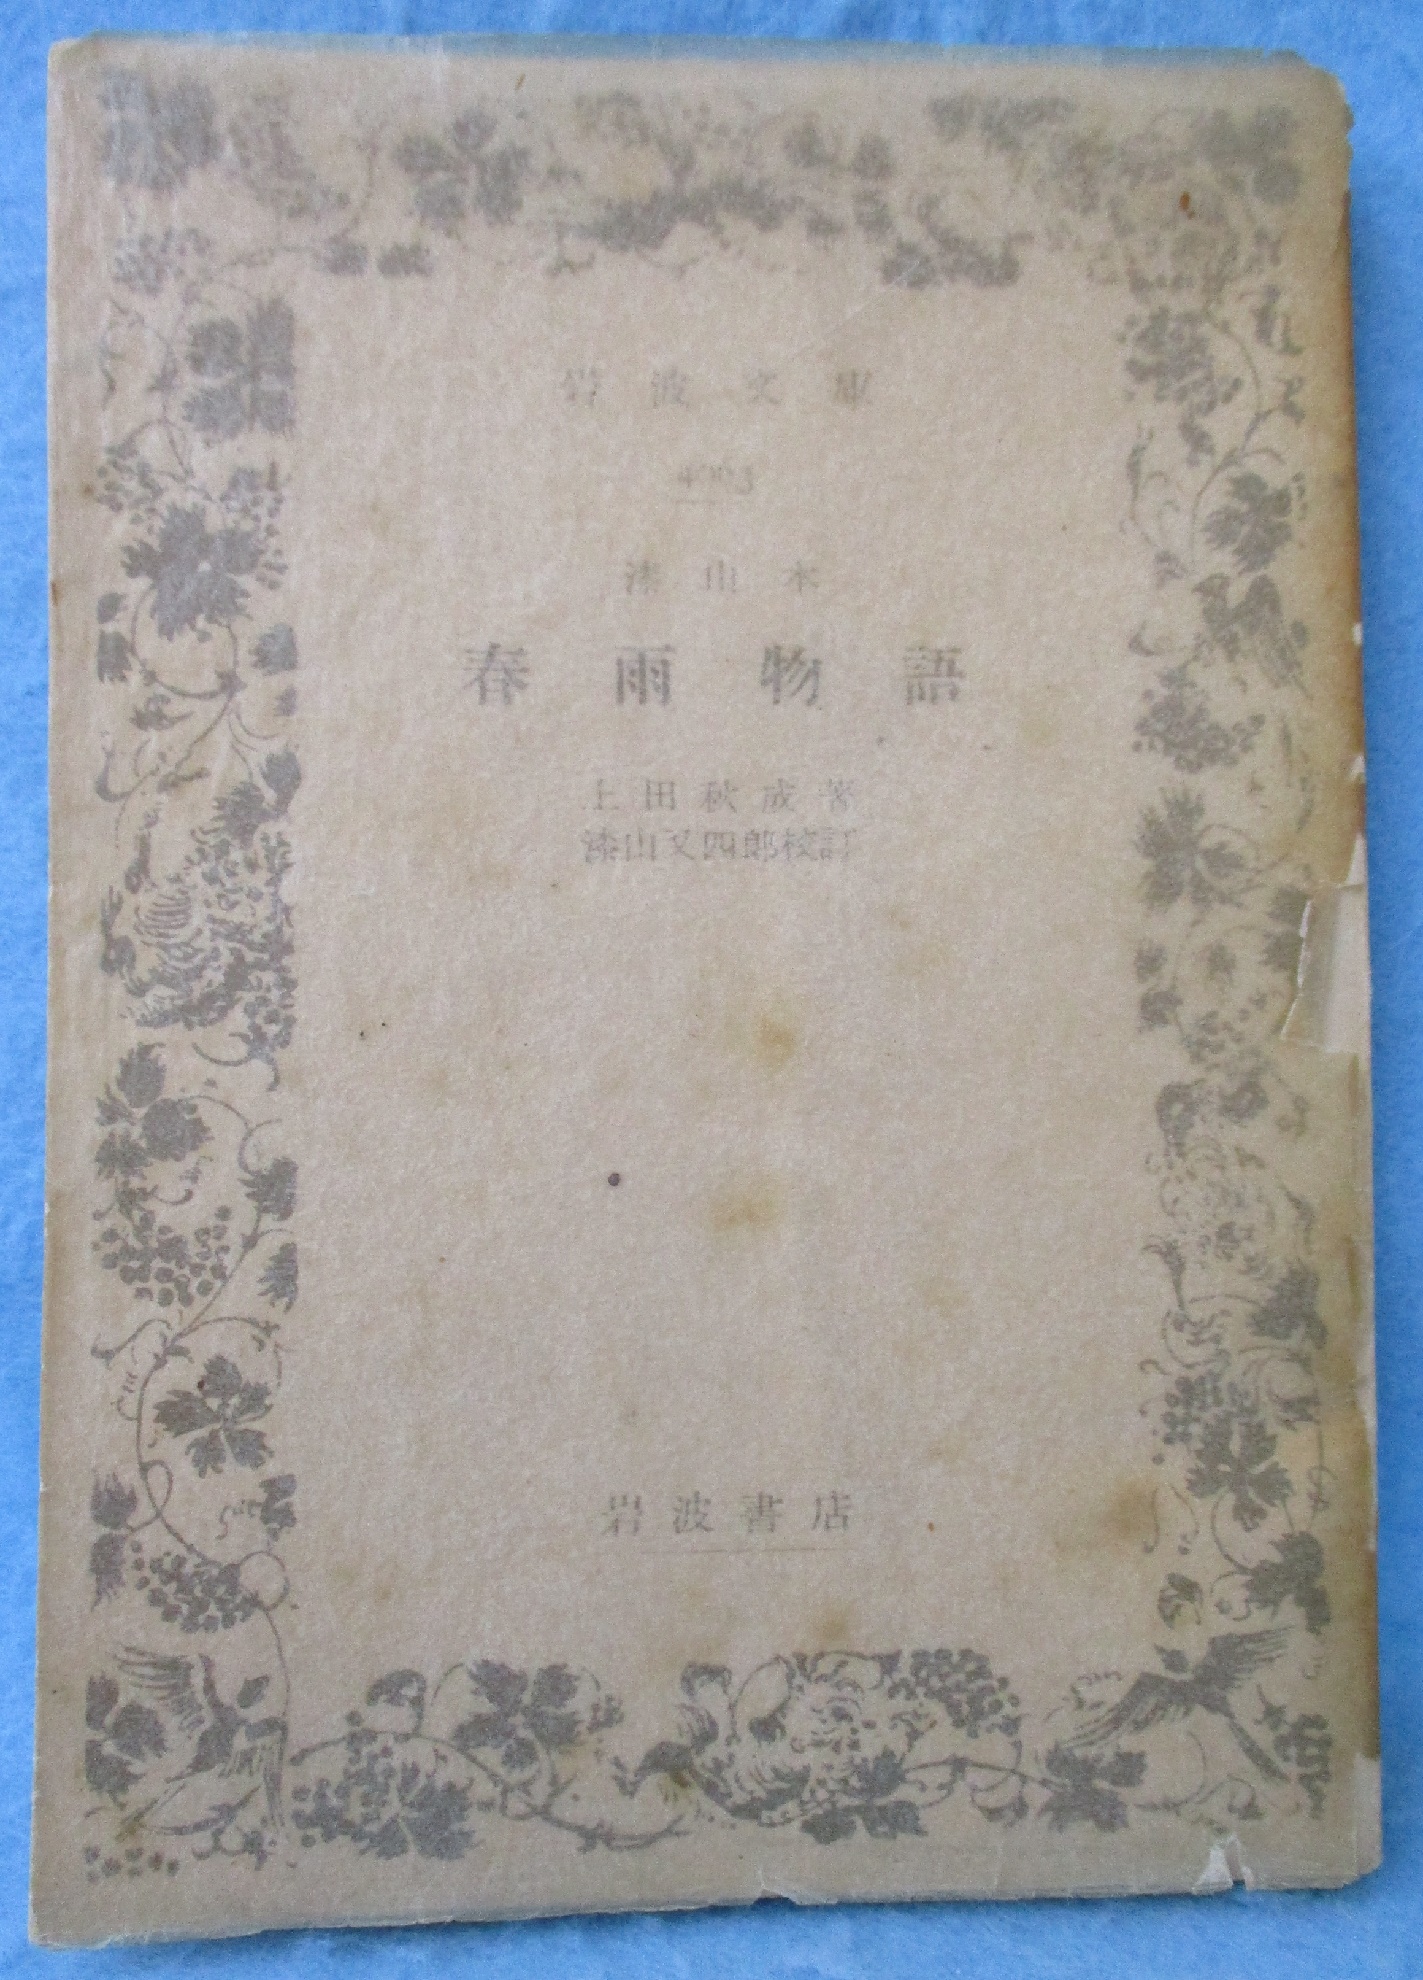 岩波文庫
4003
漆山本
春雨物語
上田秋成著
漆山又四郎校訂
岩波書店